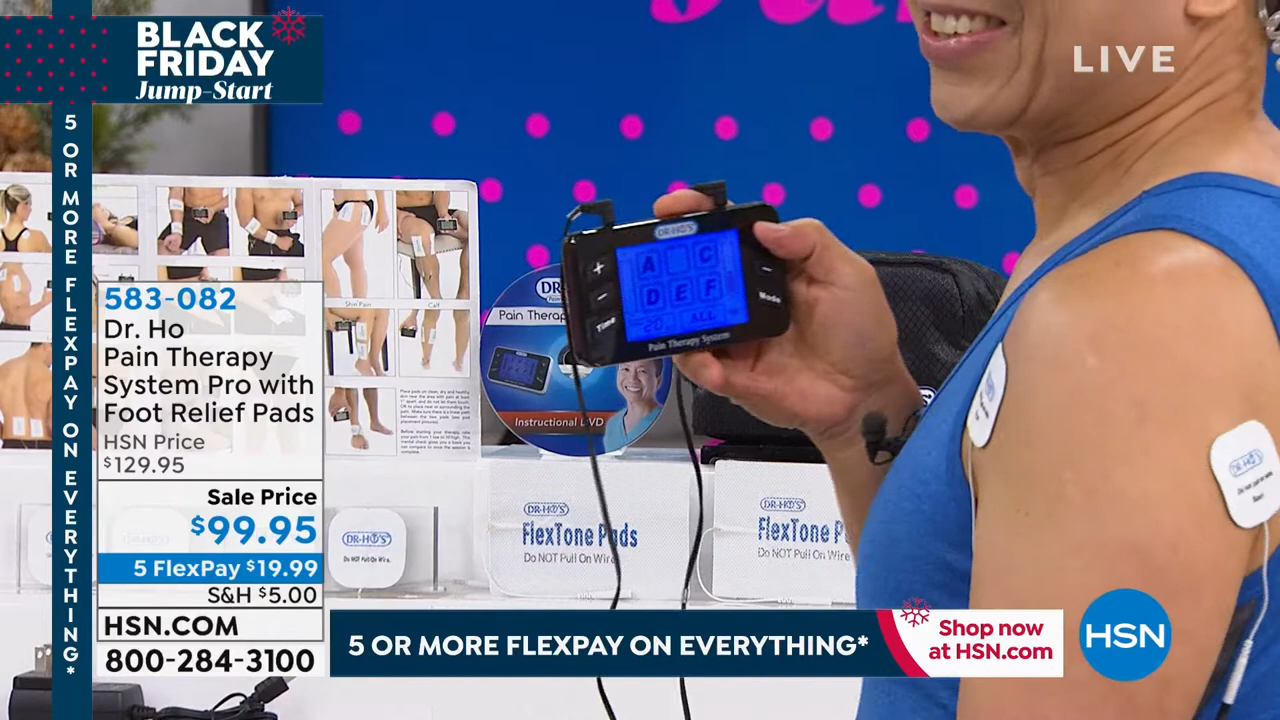 BLACK
FRIDAY
Jump-Start
LIVE
5 OR MORE FLEXPAY ON EVERYTHING*
583-082
Dr. Ho
Pain Therapy
System Pro with
Foot Relief Pads
HSN Price
$129.95
Sale Price
$99.95
5 FlexPay $19.99
S&H $5.00
HSN.COM
800-284-3100
Shin Pain
Calf
DR
Pain Therap
Instructional DVD
DR-HO'S
A C
D E F
20 ALL
+
-
Time
-
Mode
Pain Therapy System
DR-HO'S
Do NOT Pull On Wire
DR-HO'S
FlexTone Pads
Do NOT Pull On Wire
DR-HO'S
FlexTone P
Do NOT Pull On Wire
DR-HO'S
5 OR MORE FLEXPAY ON EVERYTHING*
Shop now
at HSN.com
HSN